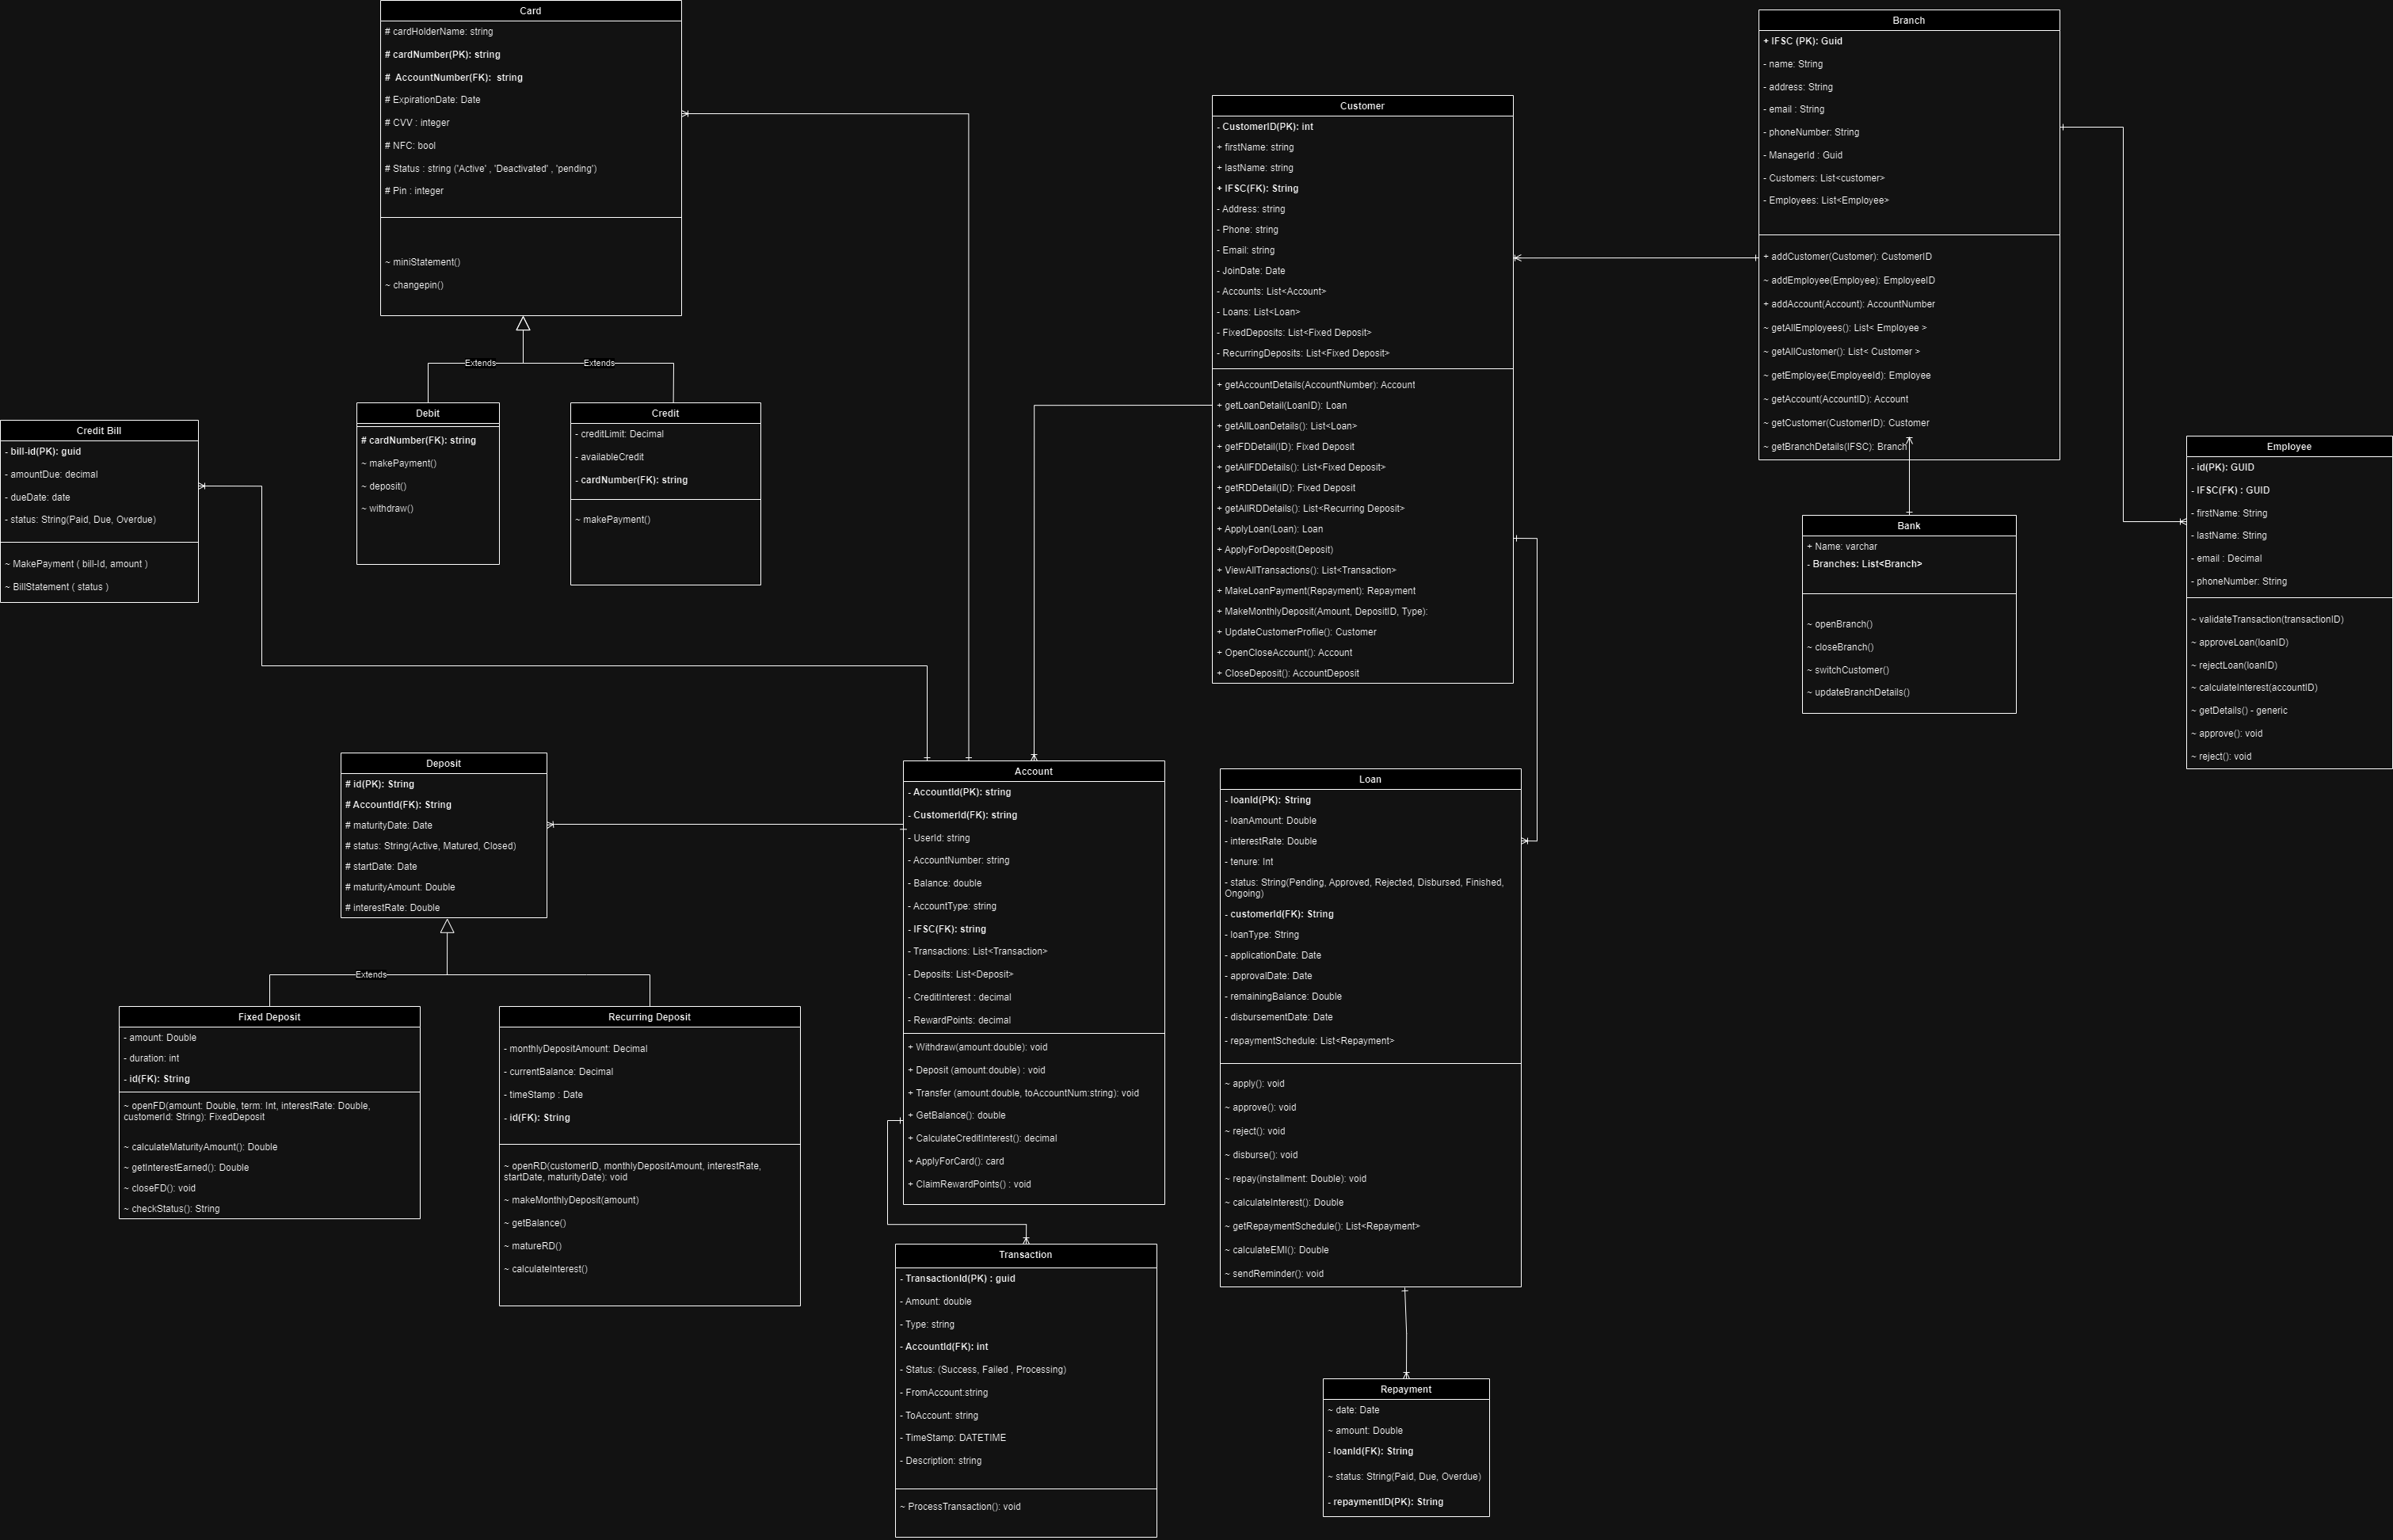 Card
# cardHolderName: string
# cardNumber(PK): string
#  AccountNumber(FK):  string
# ExpirationDate: Date
# CVV : integer
# NFC: bool
# Status : string ('Active' , 'Deactivated' , 'pending')
# Pin : integer
~ miniStatement()
~ changepin()
Extends
Extends
Debit
# cardNumber(FK): string
~ makePayment()
~ deposit()
~ withdraw()
Credit
- creditLimit: Decimal
- availableCredit
- cardNumber(FK): string
~ makePayment()
Credit Bill
- bill-id(PK): guid
- amountDue: decimal
- dueDate: date
- status: String(Paid, Due, Overdue)
~ MakePayment ( bill-Id, amount )
~ BillStatement ( status )
Customer
- CustomerID(PK): int
+ firstName: string
+ lastName: string
+ IFSC(FK): String
- Address: string
- Phone: string
- Email: string
- JoinDate: Date
- Accounts: List<Account>
- Loans: List<Loan>
- FixedDeposits: List<Fixed Deposit>
- RecurringDeposits: List<Fixed Deposit>
+ getAccountDetails(AccountNumber): Account
+ getLoanDetail(LoanID): Loan
+ getAllLoanDetails(): List<Loan>
+ getFDDetail(ID): Fixed Deposit
+ getAllFDDetails(): List<Fixed Deposit>
+ getRDDetail(ID): Fixed Deposit
+ getAllRDDetails(): List<Recurring Deposit>
+ ApplyLoan(Loan): Loan
+ ApplyForDeposit(Deposit)
+ ViewAllTransactions(): List<Transaction>
+ MakeLoanPayment(Repayment): Repayment
+ MakeMonthlyDeposit(Amount, DepositID, Type):
+ UpdateCustomerProfile(): Customer
+ OpenCloseAccount(): Account
+ CloseDeposit(): AccountDeposit
Branch
+ IFSC (PK): Guid
- name: String
- address: String
- email : String
- phoneNumber: String
- ManagerId : Guid
- Customers: List<customer>
- Employees: List<Employee>
+ addCustomer(Customer): CustomerID
~ addEmployee(Employee): EmployeeID
+ addAccount(Account): AccountNumber
~ getAllEmployees(): List< Employee >
~ getAllCustomer(): List< Customer >
~ getEmployee(EmployeeId): Employee
~ getAccount(AccountID): Account
~ getCustomer(CustomerID): Customer
~ getBranchDetails(IFSC): Branch
Bank
+ Name: varchar
- Branches: List<Branch>
~ openBranch()
~ closeBranch()
~ switchCustomer()
~ updateBranchDetails()
Employee
- id(PK): GUID
- IFSC(FK) : GUID
- firstName: String
- lastName: String
- email : Decimal
- phoneNumber: String
~ validateTransaction(transactionID)
~ approveLoan(loanID)
~ rejectLoan(loanID)
~ calculateInterest(accountID)
~ getDetails() - generic
~ approve(): void
~ reject(): void
Deposit
# id(PK): String
# AccountId(FK): String
# maturityDate: Date
# status: String(Active, Matured, Closed)
# startDate: Date
# maturityAmount: Double
# interestRate: Double
Extends
Fixed Deposit
- amount: Double
- duration: int
- id(FK): String
~ openFD(amount: Double, term: Int, interestRate: Double,
customerId: String): FixedDeposit
~ calculateMaturityAmount(): Double
~ getInterestEarned(): Double
~ closeFD(): void
~ checkStatus(): String
Recurring Deposit
- monthlyDepositAmount: Decimal
- currentBalance: Decimal
- timeStamp : Date
- id(FK): String
~ openRD(customerID, monthlyDepositAmount, interestRate,
startDate, maturityDate): void
~ makeMonthlyDeposit(amount)
~ getBalance()
~ matureRD()
~ calculateInterest()
Account
- AccountId(PK): string
- CustomerId(FK): string
- UserId: string
- AccountNumber: string
- Balance: double
- AccountType: string
- IFSC(FK): string
- Transactions: List<Transaction>
- Deposits: List<Deposit>
- CreditInterest : decimal
- RewardPoints: decimal
+ Withdraw(amount:double): void
+ Deposit (amount:double) : void
+ Transfer (amount:double, toAccountNum:string): void
+ GetBalance(): double
+ CalculateCreditInterest(): decimal
+ ApplyForCard(): card
+ ClaimRewardPoints() : void
Transaction
- TransactionId(PK) : guid
- Amount: double
- Type: string
- AccountId(FK): int
- Status: (Success, Failed , Processing)
- FromAccount:string
- ToAccount: string
- TimeStamp: DATETIME
- Description: string
~ ProcessTransaction(): void
Loan
- loanId(PK): String
- loanAmount: Double
- interestRate: Double
- tenure: Int
- status: String(Pending, Approved, Rejected, Disbursed, Finished,
Ongoing)
- customerId(FK): String
- loanType: String
- applicationDate: Date
- approvalDate: Date
- remainingBalance: Double
- disbursementDate: Date
- repaymentSchedule: List<Repayment>
~ apply(): void
~ approve(): void
~ reject(): void
~ disburse(): void
~ repay(installment: Double): void
~ calculateInterest(): Double
~ getRepaymentSchedule(): List<Repayment>
~ calculateEMI(): Double
~ sendReminder(): void
Repayment
~ date: Date
~ amount: Double
- loanId(FK): String
~ status: String(Paid, Due, Overdue)
- repaymentID(PK): String